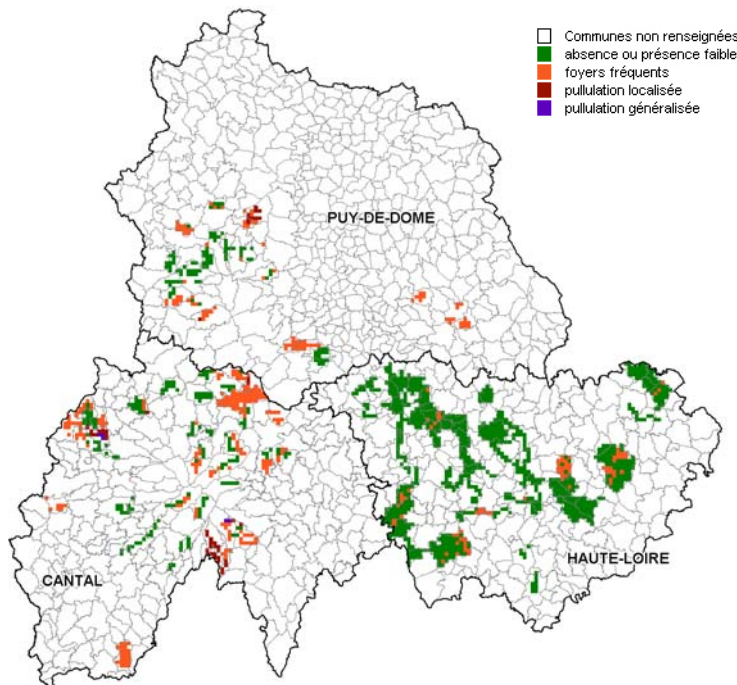 Communes non renseignées
absence ou présence faible
foyers fréquents
pullulation localisée
pullulation généralisée
PUY-DE-DOME
CANTAL
HAUTE-LOIRE